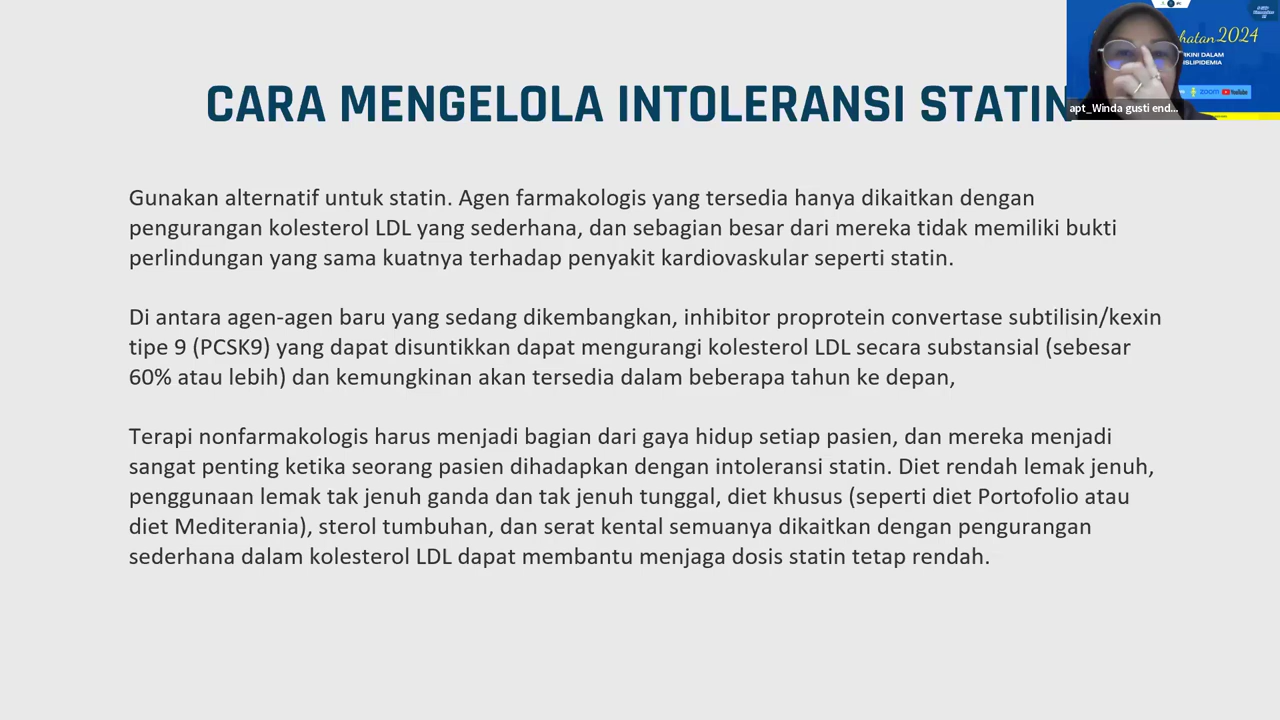 CARA MENGELOLA INTOLERANSI STATIN
hatan 2024
RKINI DALAM
ISLIPIDEMIA
zoom YouTube
apt_Winda gusti end...
Gunakan alternatif untuk statin. Agen farmakologis yang tersedia hanya dikaitkan dengan
pengurangan kolesterol LDL yang sederhana, dan sebagian besar dari mereka tidak memiliki bukti
perlindungan yang sama kuatnya terhadap penyakit kardiovaskular seperti statin.
Di antara agen-agen baru yang sedang dikembangkan, inhibitor proprotein convertase subtilisin/kexin
tipe 9 (PCSK9) yang dapat disuntikkan dapat mengurangi kolesterol LDL secara substansial (sebesar
60% atau lebih) dan kemungkinan akan tersedia dalam beberapa tahun ke depan,
Terapi nonfarmakologis harus menjadi bagian dari gaya hidup setiap pasien, dan mereka menjadi
sangat penting ketika seorang pasien dihadapkan dengan intoleransi statin. Diet rendah lemak jenuh,
penggunaan lemak tak jenuh ganda dan tak jenuh tunggal, diet khusus (seperti diet Portofolio atau
diet Mediterania), sterol tumbuhan, dan serat kental semuanya dikaitkan dengan pengurangan
sederhana dalam kolesterol LDL dapat membantu menjaga dosis statin tetap rendah.